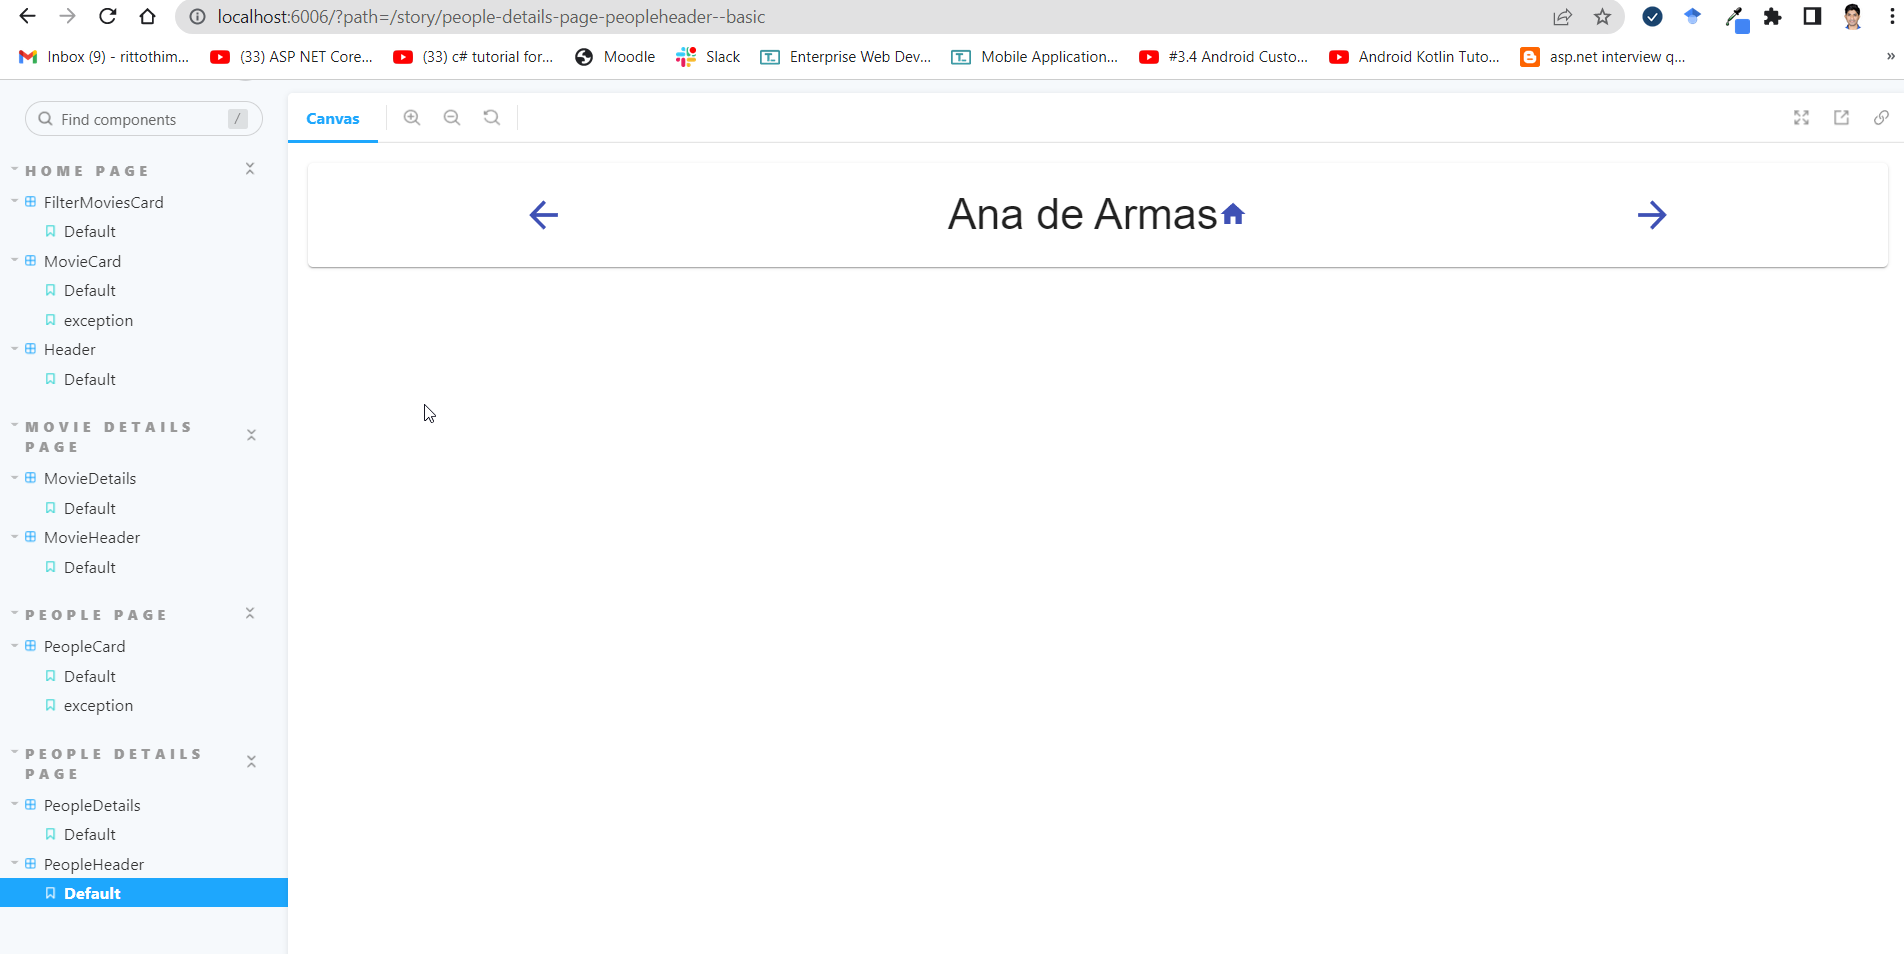 localhost:6006/?path=/story/people-details-page-peopleheader--basic
Inbox (9) - rittothim... (33) ASP NET Core... (33) c# tutorial for... Moodle Slack Enterprise Web Dev... Mobile Application... #3.4 Android Custo... Android Kotlin Tuto... asp.net interview q... »
Find components /
Canvas
HOME PAGE
FilterMoviesCard
Default
MovieCard
Default
exception
Header
Default
MOVIE DETAILS
PAGE
MovieDetails
Default
MovieHeader
Default
PEOPLE PAGE
PeopleCard
Default
exception
PEOPLE DETAILS
PAGE
PeopleDetails
Default
PeopleHeader
Default
Ana de Armas